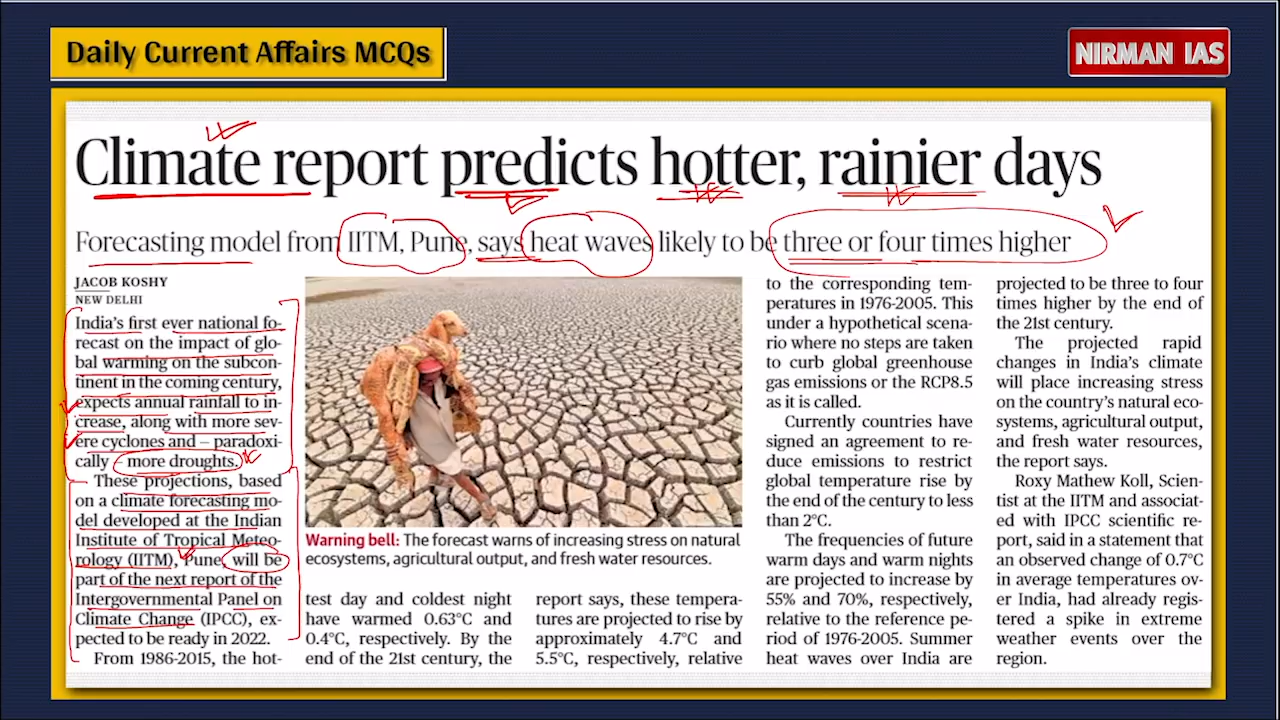 Daily Current Affairs MCQs
NIRMAN IAS
Climate report predicts hotter, rainier days
Forecasting model from IITM, Pune, says heat waves likely to be three or four times higher
JACOB KOSHY
NEW DELHI
India's first ever national fo-
recast on the impact of glo-
bal warming on the subcon-
tinent in the coming century,
expects annual rainfall to in-
crease, along with more sev-
ere cyclones and – paradoxi-
cally more droughts.
These projections, based
on a climate forecasting mo-
del developed at the Indian
Institute of Tropical Meteo-
rology (IITM), Pune will be
part of the next report of the
Intergovernmental Panel on
Climate Change (IPCC), ex-
pected to be ready in 2022.
From 1986-2015, the hot-
Warning bell: The forecast warns of increasing stress on natural
ecosystems, agricultural output, and fresh water resources.
test day and coldest night
have warmed 0.63°C and
0.4°C, respectively. By the
end of the 21st century, the
report says, these tempera-
tures are projected to rise by
approximately 4.7°C and
5.5°C, respectively, relative
to the corresponding tem-
peratures in 1976-2005. This
under a hypothetical scena-
rio where no steps are taken
to curb global greenhouse
gas emissions or the RCP8.5
as it is called.
Currently countries have
signed an agreement to re-
duce emissions to restrict
global temperature rise by
the end of the century to less
than 2°C.
The frequencies of future
warm days and warm nights
are projected to increase by
55% and 70%, respectively,
relative to the reference pe-
riod of 1976-2005. Summer
heat waves over India are
projected to be three to four
times higher by the end of
the 21st century.
The projected rapid
changes in India's climate
will place increasing stress
on the country's natural eco-
systems, agricultural output,
and fresh water resources,
the report says.
Roxy Mathew Koll, Scien-
tist at the IITM and associat-
ed with IPCC scientific re-
port, said in a statement that
an observed change of 0.7°C
in average temperatures ov-
er India, had already regis-
tered a spike in extreme
weather events over the
region.